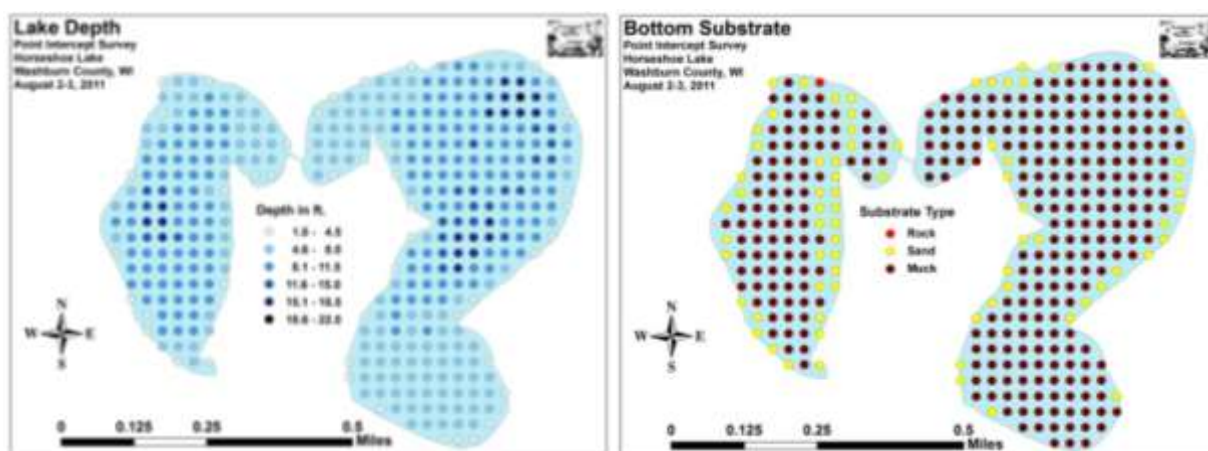 Lake Depth
Point Intercept Survey
Horseshoe Lake
Washburn County, WI
August 2-3, 2011
Depth in ft.
1.0 - 4.5
4.6 - 8.0
8.1 - 11.5
11.6 - 15.0
15.1 - 18.5
18.6 - 22.0
N
W
E
S
0
0.125
0.25
0.5
Miles
Bottom Substrate
Point Intercept Survey
Horseshoe Lake
Washburn County, WI
August 2-3, 2011
Substrate Type
Rock
Sand
Muck
N
W
E
S
0
0.125
0.25
0.5
Miles